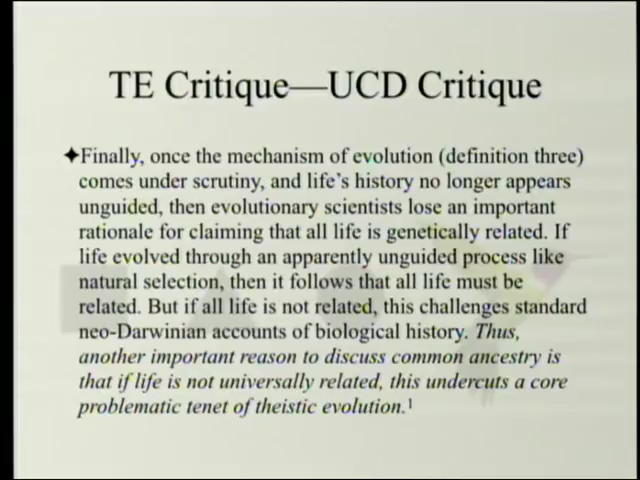 TE Critique—UCD Critique
✦Finally, once the mechanism of evolution (definition three)
comes under scrutiny, and life's history no longer appears
unguided, then evolutionary scientists lose an important
rationale for claiming that all life is genetically related. If
life evolved through an apparently unguided process like
natural selection, then it follows that all life must be
related. But if all life is not related, this challenges standard
neo-Darwinian accounts of biological history. Thus,
another important reason to discuss common ancestry is
that if life is not universally related, this undercuts a core
problematic tenet of theistic evolution.¹